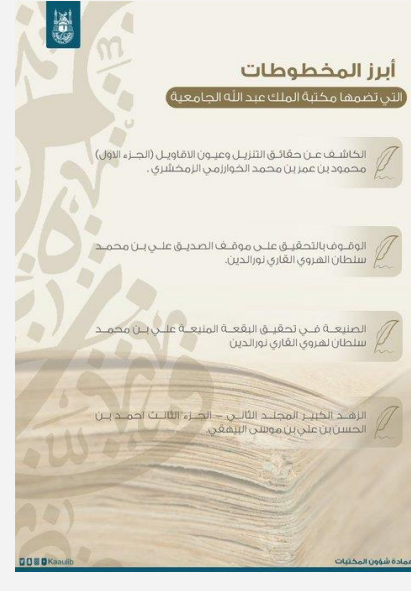 أبرز المخطوطات
التي تضمها مكتبة الملك عبد الله الجامعية
الكاشف عن حقائق التنزيل وعيون الاقاويل (الجزء الاول)
محمود بن عمر بن محمد الخوارزمي الزمخشري .
الوقوف بالتحقيق على موقف الصديق علي بن محمد
سلطان الهروي القاري نورالدين.
الصنيعة في تحقيق البقعة المنيعة علي بن محمد
سلطان لهروي القاري نورالدين
الزهد الكبير المجلد الثاني – الجزء الثالث احمد بن
الحسن بن علي بن موسى البيهقي.
عمادة شؤون المكتبات